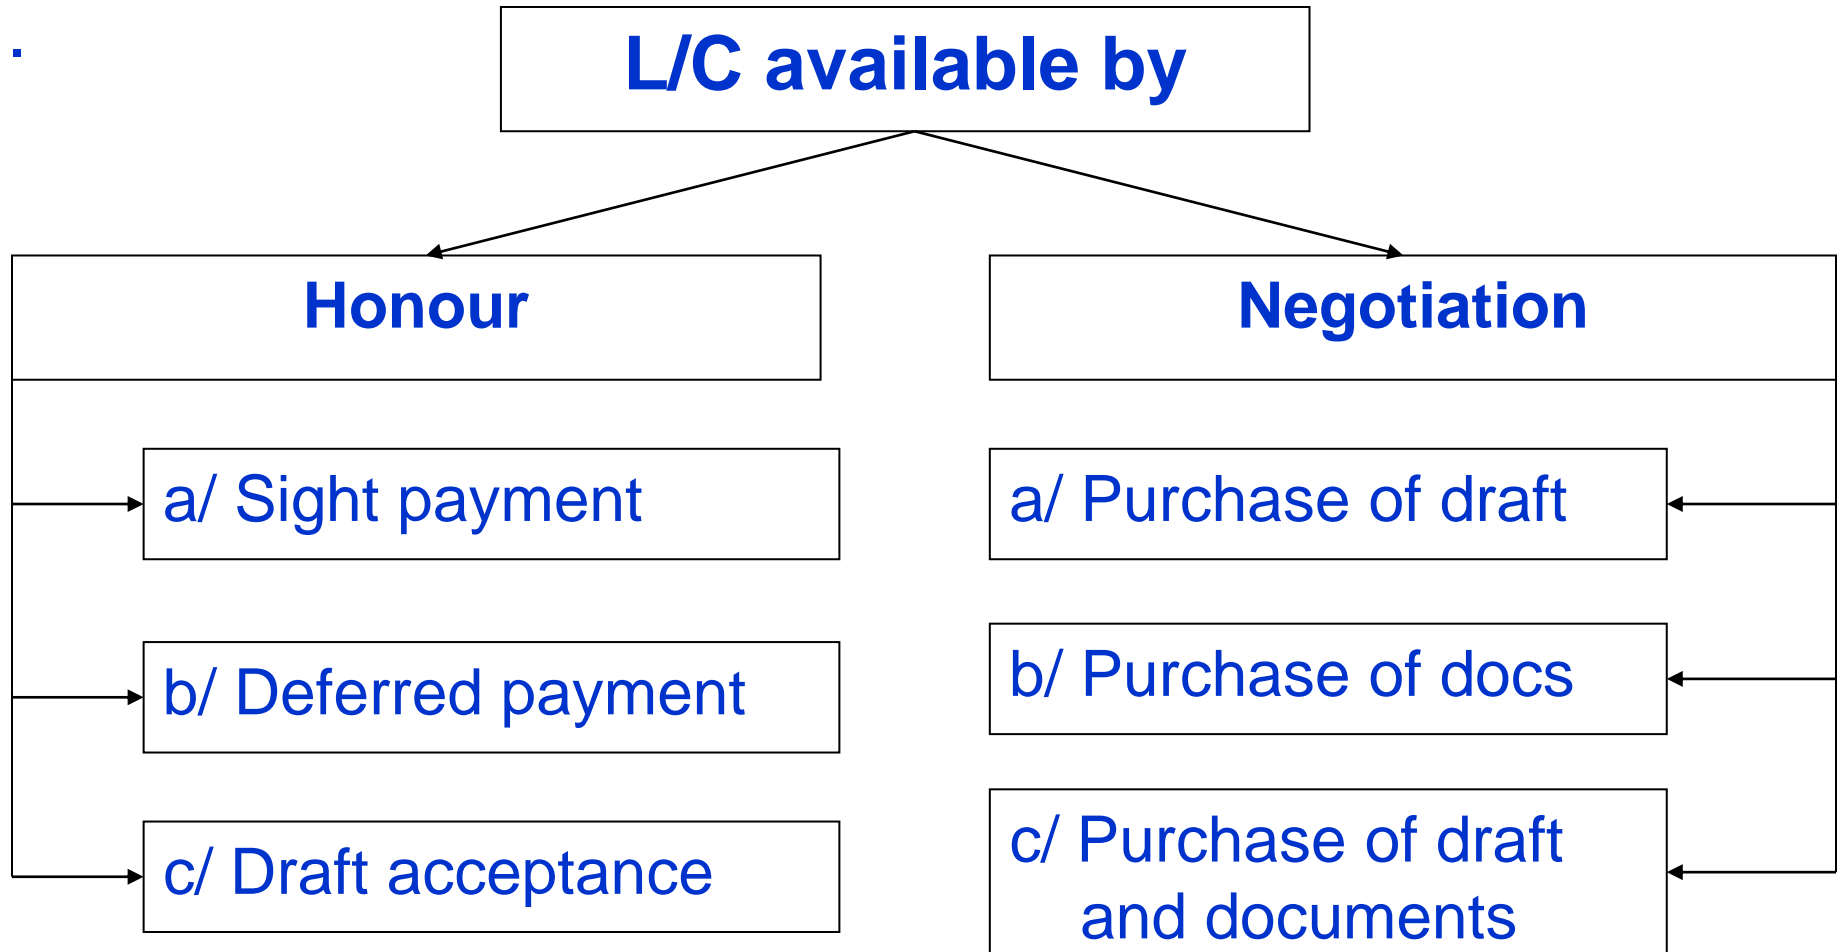 L/C available by
Honour
Negotiation
a/ Sight payment
b/ Deferred payment
c/ Draft acceptance
a/ Purchase of draft
b/ Purchase of docs
c/ Purchase of draft
and documents